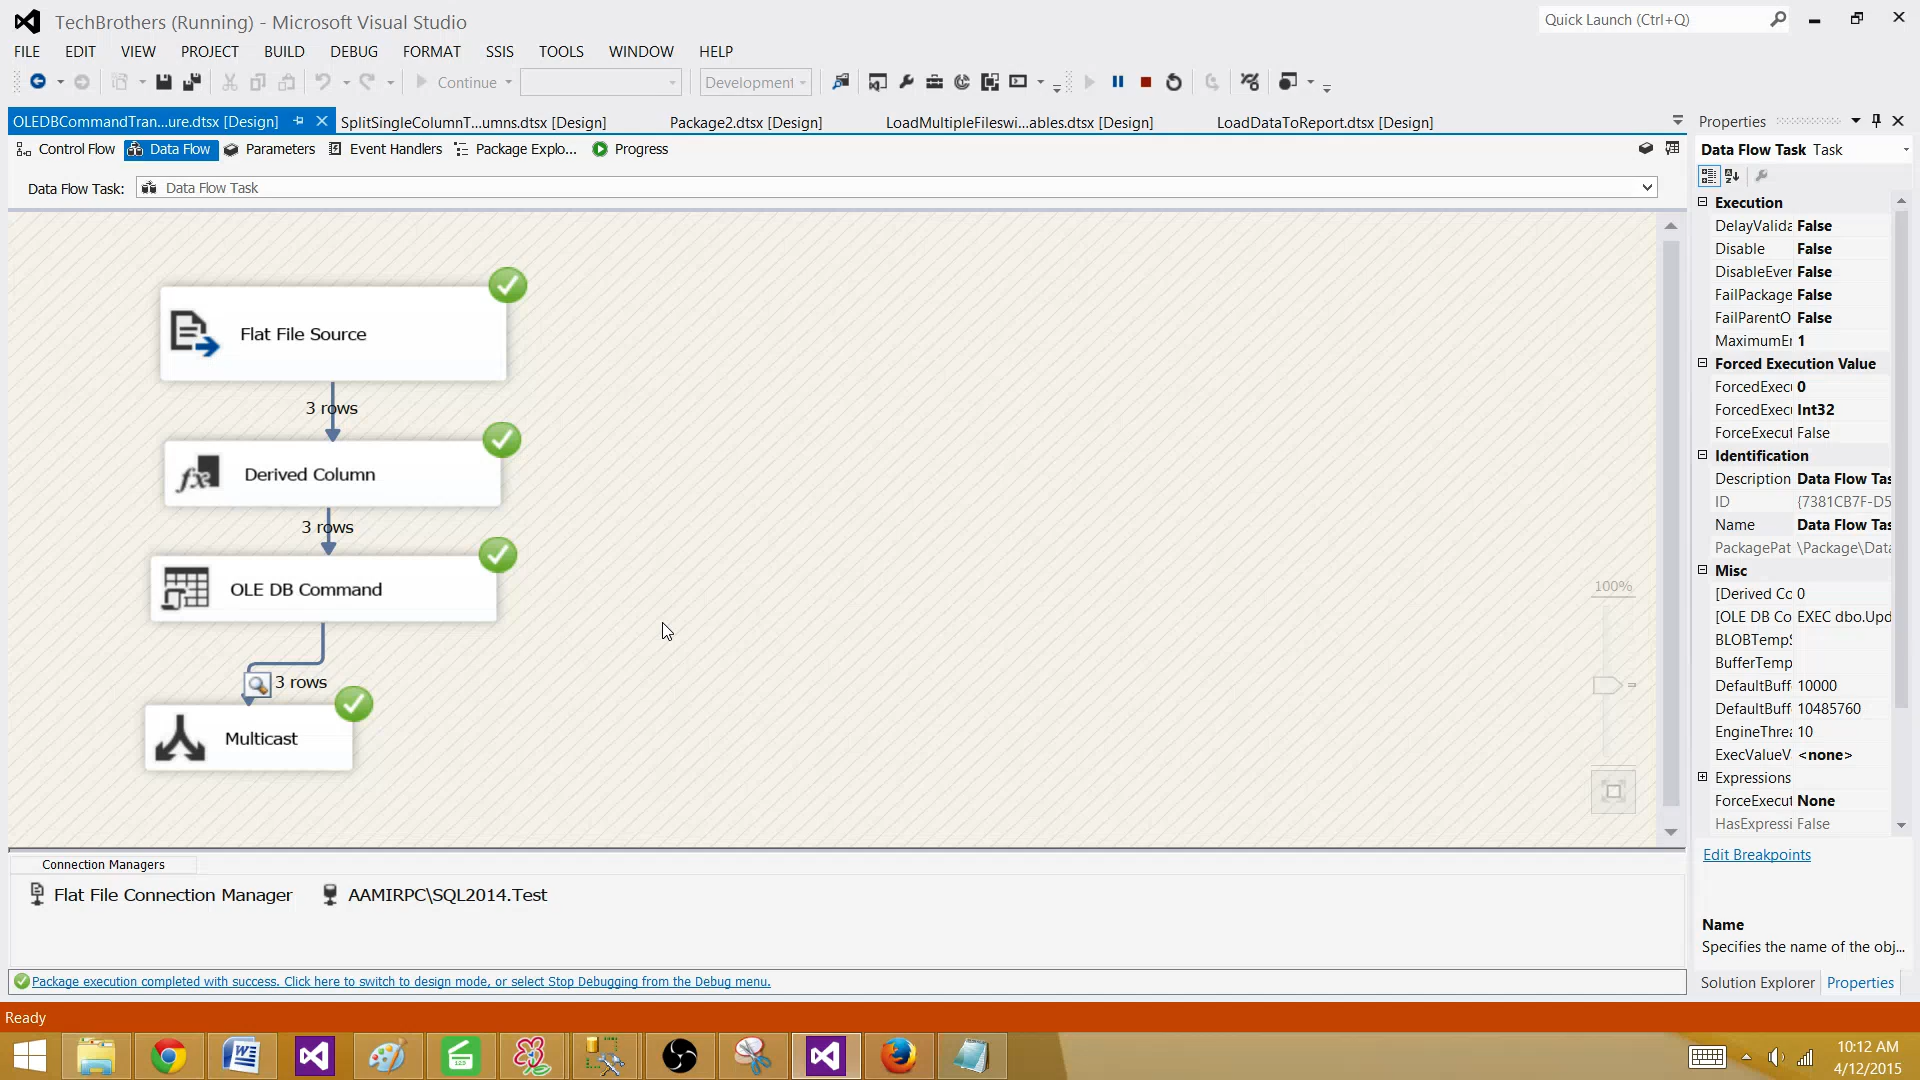 TechBrothers (Running) - Microsoft Visual Studio
Quick Launch (Ctrl+Q)
FILE EDIT VIEW PROJECT BUILD DEBUG FORMAT SSIS TOOLS WINDOW HELP
Continue
Development
OLEDBCommandTran...ure.dtsx [Design]
SplitSingleColumnT...umns.dtsx [Design]
Package2.dtsx [Design]
LoadMultipleFileswi...ables.dtsx [Design]
LoadDataToReport.dtsx [Design]
Control Flow Data Flow Parameters Event Handlers Package Explo... Progress
Data Flow Task: Data Flow Task
Flat File Source
3 rows
Derived Column
3 rows
OLE DB Command
3 rows
Multicast
100%
Connection Managers
Flat File Connection Manager AAMIRPC\SQL2014.Test
Package execution completed with success. Click here to switch to design mode, or select Stop Debugging from the Debug menu.
Properties
Data Flow Task Task
Execution
DelayValida False
Disable False
DisableEver False
FailPackage False
FailParentO False
MaximumEr 1
Forced Execution Value
ForcedExecu 0
ForcedExecu Int32
ForceExecut False
Identification
Description Data Flow Tas
ID {7381CB7F-D5
Name Data Flow Tas
PackagePat \Package\Data
Misc
[Derived Co 0
[OLE DB Co EXEC dbo.Upd
BLOBTempS
BufferTemp
DefaultBuff 10000
DefaultBuff 10485760
EngineThrea 10
ExecValueV <none>
Expressions
ForceExecut None
HasExpressi False
Edit Breakpoints
Name
Specifies the name of the obj...
Solution Explorer Properties
Ready
10:12 AM
4/12/2015